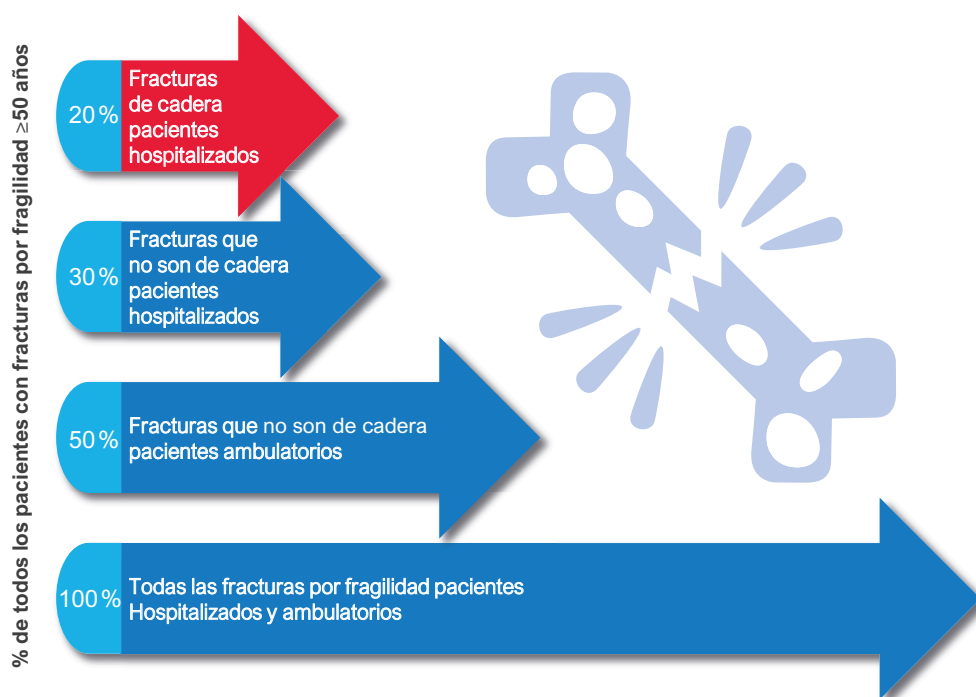 % de todos los pacientes con fracturas por fragilidad ≥50 años
20 %
Fracturas
de cadera
pacientes
hospitalizados
30 %
Fracturas que
no son de cadera
pacientes
hospitalizados
50 %
Fracturas que no son de cadera
pacientes ambulatorios
100 %
Todas las fracturas por fragilidad pacientes
Hospitalizados y ambulatorios